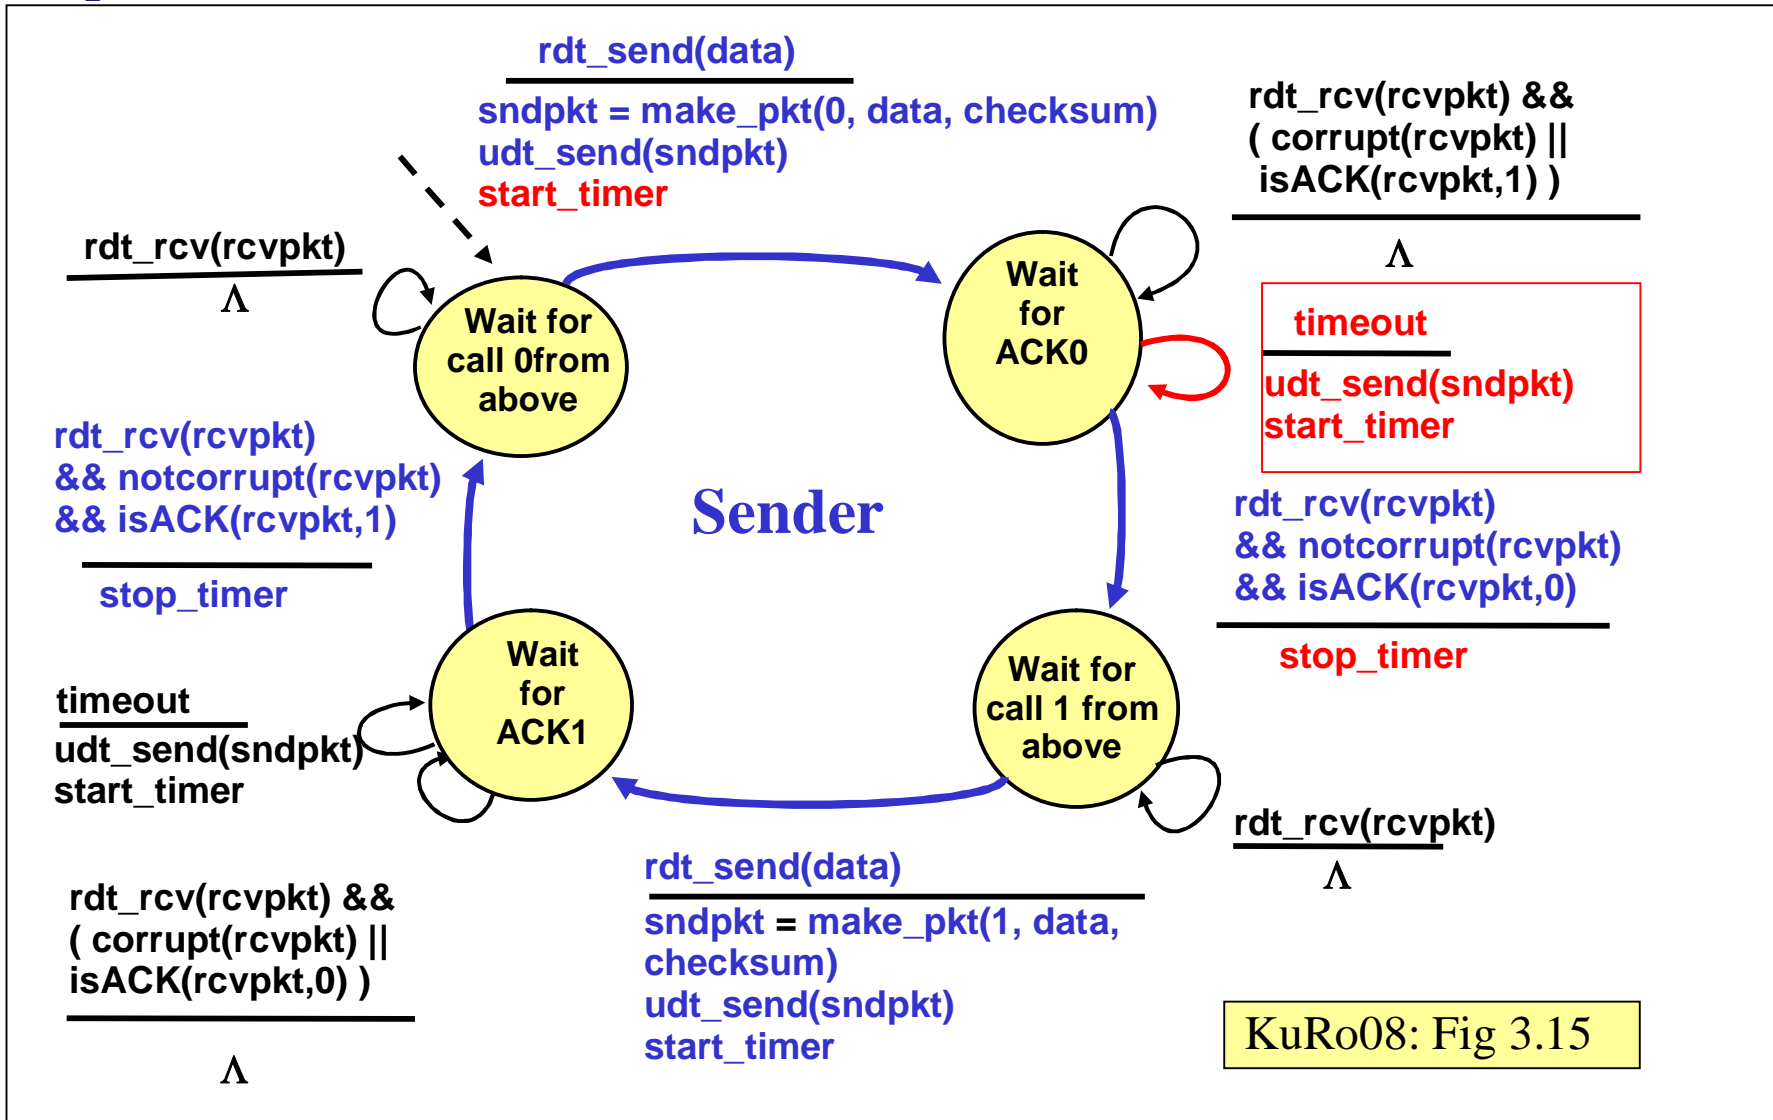 rdt_send(data)
sndpkt = make_pkt(0, data, checksum)
udt_send(sndpkt)
start_timer
rdt_rcv(rcvpkt) &&
( corrupt(rcvpkt) ||
isACK(rcvpkt,1) )
Λ
rdt_rcv(rcvpkt)
Λ
Wait for
call 0from
above
Wait
for
ACK0
timeout
udt_send(sndpkt)
start_timer
rdt_rcv(rcvpkt)
&& notcorrupt(rcvpkt)
&& isACK(rcvpkt,1)
stop_timer
Sender
rdt_rcv(rcvpkt)
&& notcorrupt(rcvpkt)
&& isACK(rcvpkt,0)
stop_timer
Wait
for
ACK1
Wait for
call 1 from
above
timeout
udt_send(sndpkt)
start_timer
rdt_rcv(rcvpkt)
Λ
rdt_rcv(rcvpkt) &&
( corrupt(rcvpkt) ||
isACK(rcvpkt,0) )
Λ
rdt_send(data)
sndpkt = make_pkt(1, data,
checksum)
udt_send(sndpkt)
start_timer
KuRo08: Fig 3.15